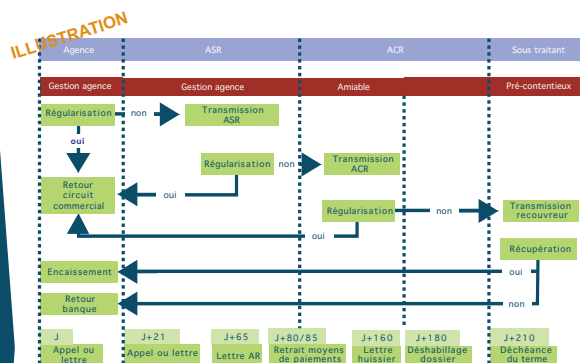 ILLUSTRATION
Agence ASR ACR Sous traitant
Gestion agence Gestion agence Amiable Pré-contentieux
Régularisation non Transmission
ASR
oui
Régularisation non Transmission
ACR
Retour
circuit
commercial
oui
Régularisation non Transmission
recouvreur
oui
Récupération
Encaissement oui
Retour
banque
non
J J+21 J+65 J+80/85 J+160 J+180 J+210
Appel ou
lettre
Appel ou lettre
Lettre AR
Retrait moyens
de paiements
Lettre
huissier
Déshabillage
dossier
Déchéance
du terme